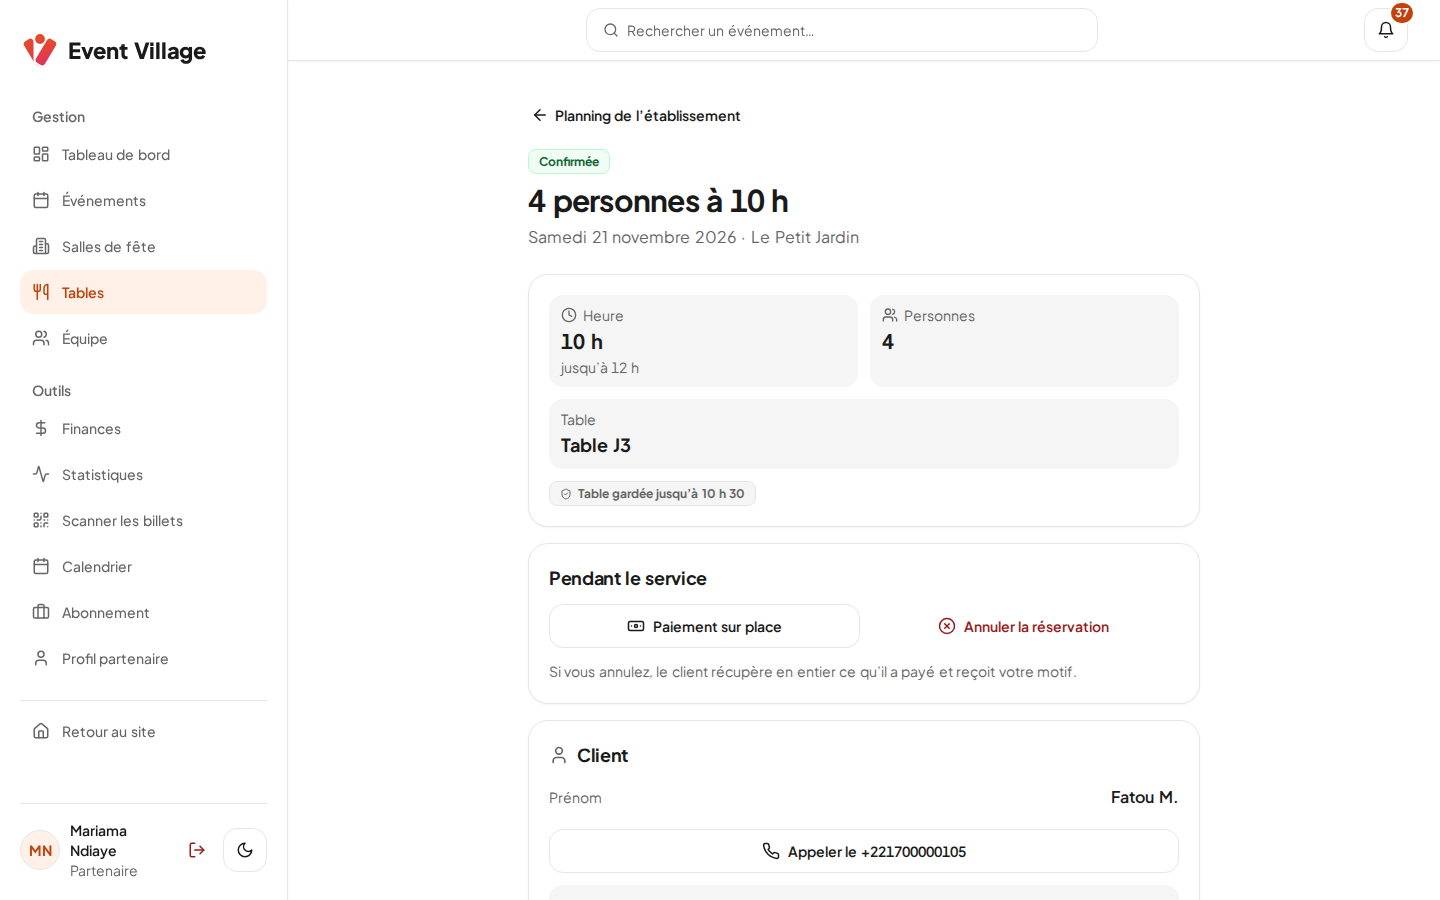 Event Village
Rechercher un événement…
37
Gestion
Tableau de bord
Événements
Salles de fête
Tables
Équipe
Outils
Finances
Statistiques
Scanner les billets
Calendrier
Abonnement
Profil partenaire
Retour au site
MN
Mariama Ndiaye
Partenaire
Planning de l'établissement
Confirmée
4 personnes à 10 h
Samedi 21 novembre 2026 · Le Petit Jardin
Heure
10 h
jusqu'à 12 h
Personnes
4
Table
Table J3
Table gardée jusqu'à 10 h 30
Pendant le service
Paiement sur place
Annuler la réservation
Si vous annulez, le client récupère en entier ce qu'il a payé et reçoit votre motif.
Client
Prénom
Fatou M.
Appeler le +221700000105